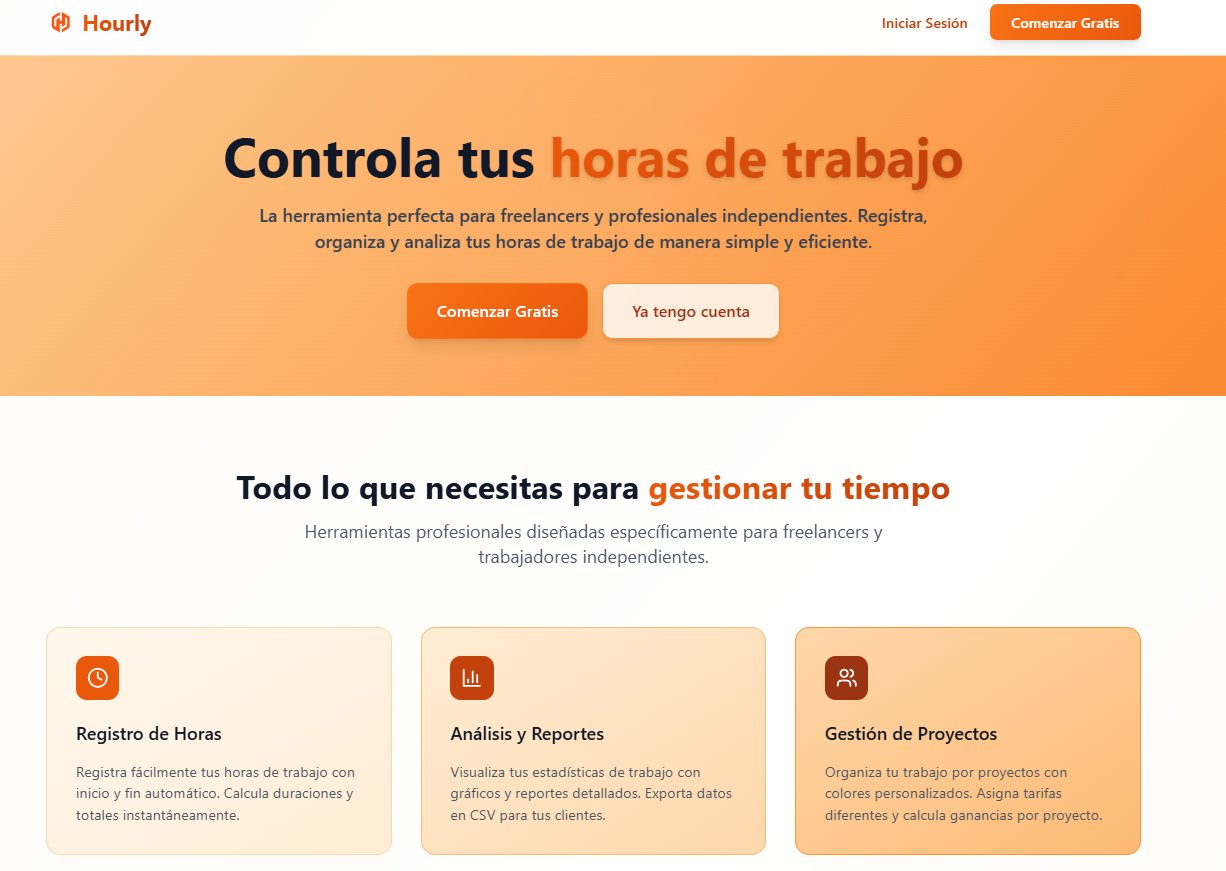 Hourly
Iniciar Sesión
Comenzar Gratis
Controla tus horas de trabajo
La herramienta perfecta para freelancers y profesionales independientes. Registra,
organiza y analiza tus horas de trabajo de manera simple y eficiente.
Comenzar Gratis
Ya tengo cuenta
Todo lo que necesitas para gestionar tu tiempo
Herramientas profesionales diseñadas específicamente para freelancers y
trabajadores independientes.
Registro de Horas
Registra fácilmente tus horas de trabajo con
inicio y fin automático. Calcula duraciones y
totales instantáneamente.
Análisis y Reportes
Visualiza tus estadísticas de trabajo con
gráficos y reportes detallados. Exporta datos
en CSV para tus clientes.
Gestión de Proyectos
Organiza tu trabajo por proyectos con
colores personalizados. Asigna tarifas
diferentes y calcula ganancias por proyecto.